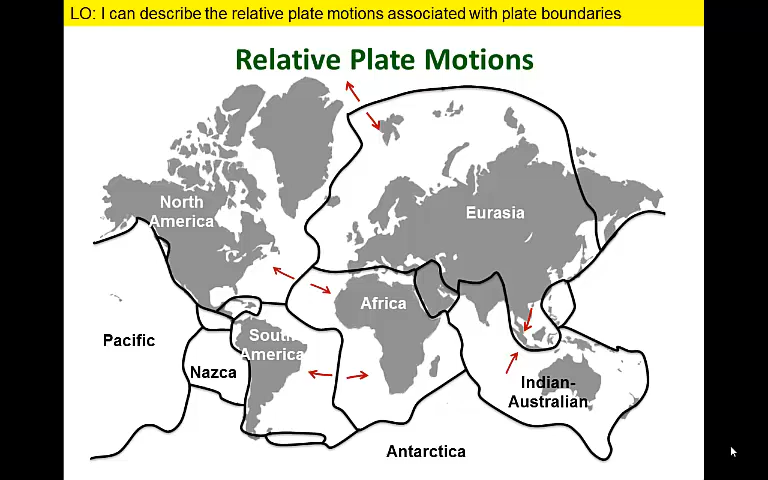 LO: I can describe the relative plate motions associated with plate boundaries
Relative Plate Motions
North
America
Eurasia
Africa
Pacific
South
America
Nazca
Indian-
Australian
Antarctica